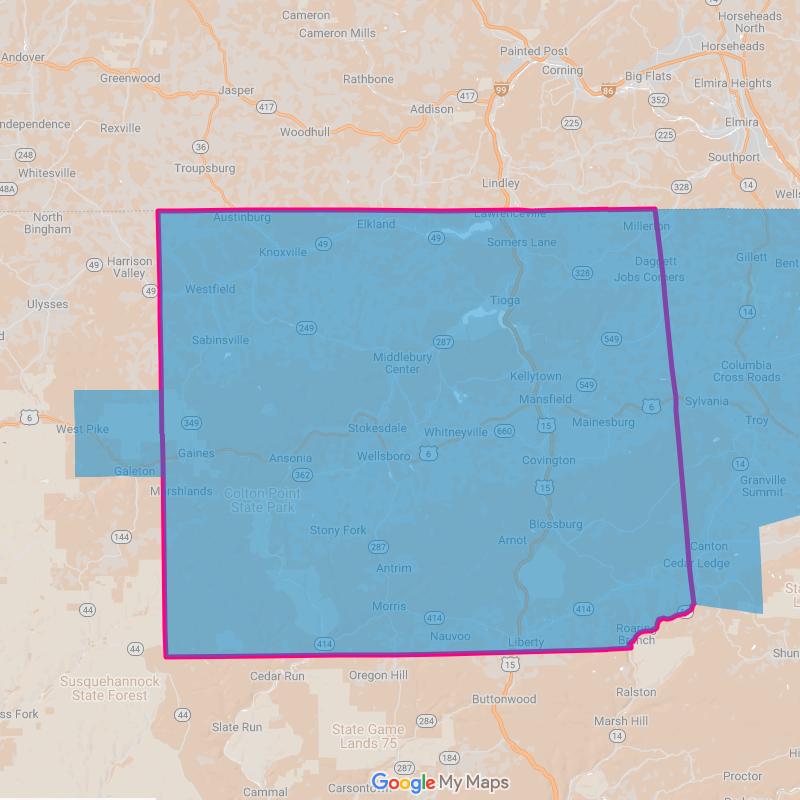 Cameron
Cameron Mills
Horseheads
North
Horseheads
Painted Post
Corning
Andover
Greenwood
Rathbone
Big Flats
Elmira Heights
Jasper
417
99
86
352
Addison
417
225
225
Elmira
Independence
Rexville
Woodhull
36
248
Whitesville
Troupsburg
Southport
48A
Lindley
328
14
Wells
North
Bingham
Austinburg
Elkland
Lawrenceville
Millerton
49
49
Somers Lane
Knoxville
Harrison
Valley
49
Daggett
Jobs Corners
Gillett
Bent
328
49
Westfield
Ulysses
Tioga
14
249
Sabinsville
287
549
Middlebury
Center
Columbia
Cross Roads
Kellytown
549
Mansfield
Sylvania
6
6
349
West Pike
Stokesdale
Whitneyville
660
15
Mainesburg
Troy
Gaines
Ansonia
Wellsboro
6
Covington
14
Galeton
362
Granville
Summit
Marshlands
Colton Point
State Park
15
Stony Fork
Blossburg
144
287
Arnot
Canton
Cedar Ledge
Antrim
44
Morris
414
414
Nauvoo
Roaring
Branch
44
414
Liberty
15
Cedar Run
Oregon Hill
Shun
Susquehannock
State Forest
Ralston
Buttonwood
ss Fork
44
Slate Run
284
Marsh Hill
14
State Game
Lands 75
184
287
Proctor
Cammal
Carsontown
Google My Maps